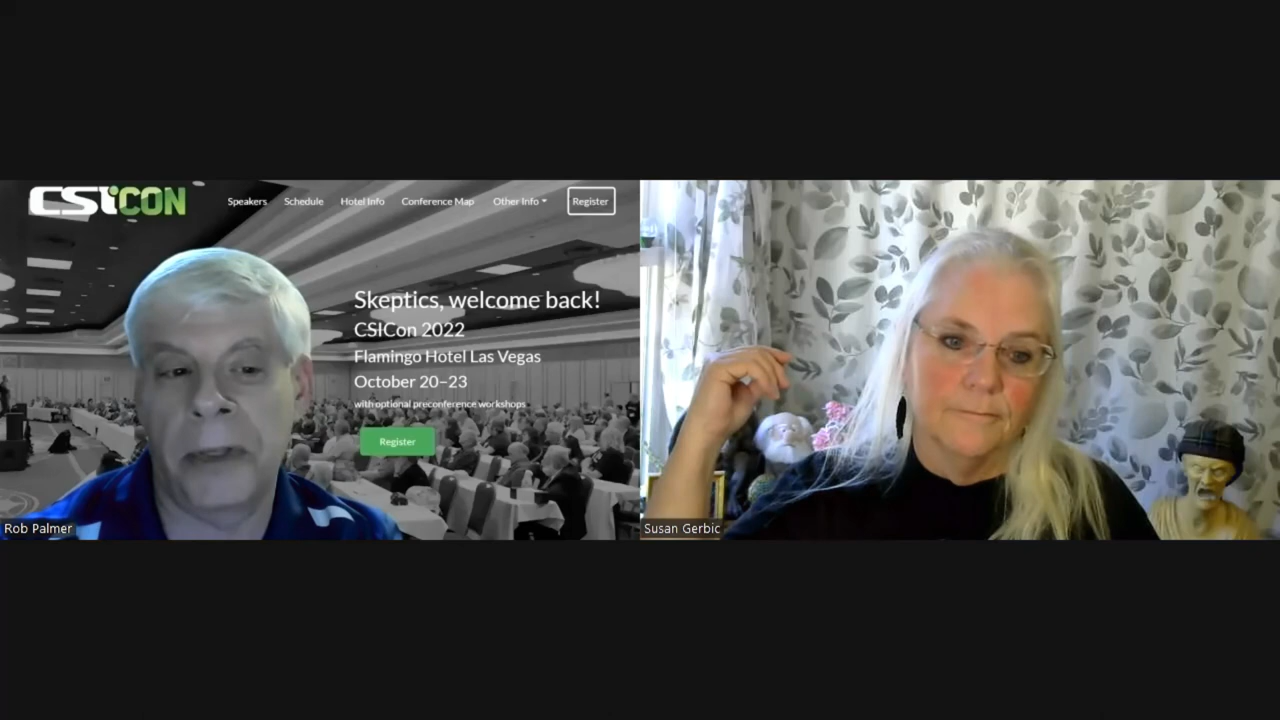 CSICON
Speakers Schedule Hotel Info Conference Map Other Info Register
Skeptics, welcome back!
CSICon 2022
Flamingo Hotel Las Vegas
October 20–23
with optional preconference workshops
Register
Rob Palmer
Susan Gerbic